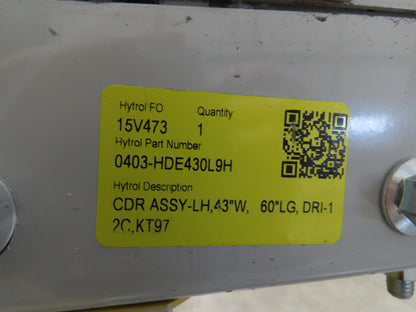 Hytrol FO Quantity
15V473 1
Hytrol Part Number
0403-HDE430L9H
Hytrol Description
CDR ASSY-LH,43"W, 60"LG, DRI-1
2C,KT97